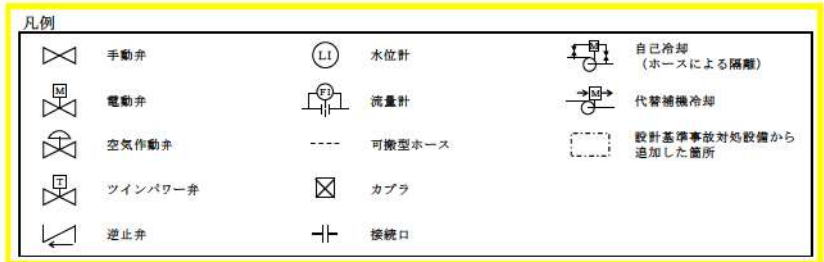 凡例
手動弁
電動弁
空気作動弁
ツインパワー弁
逆止弁
水位計
流量計
可搬型ホース
カプラ
接続口
自己冷却
(ホースによる隔離)
代替補機冷却
設計基準事故対処設備から
追加した箇所
M
T
LI
FI
M
M